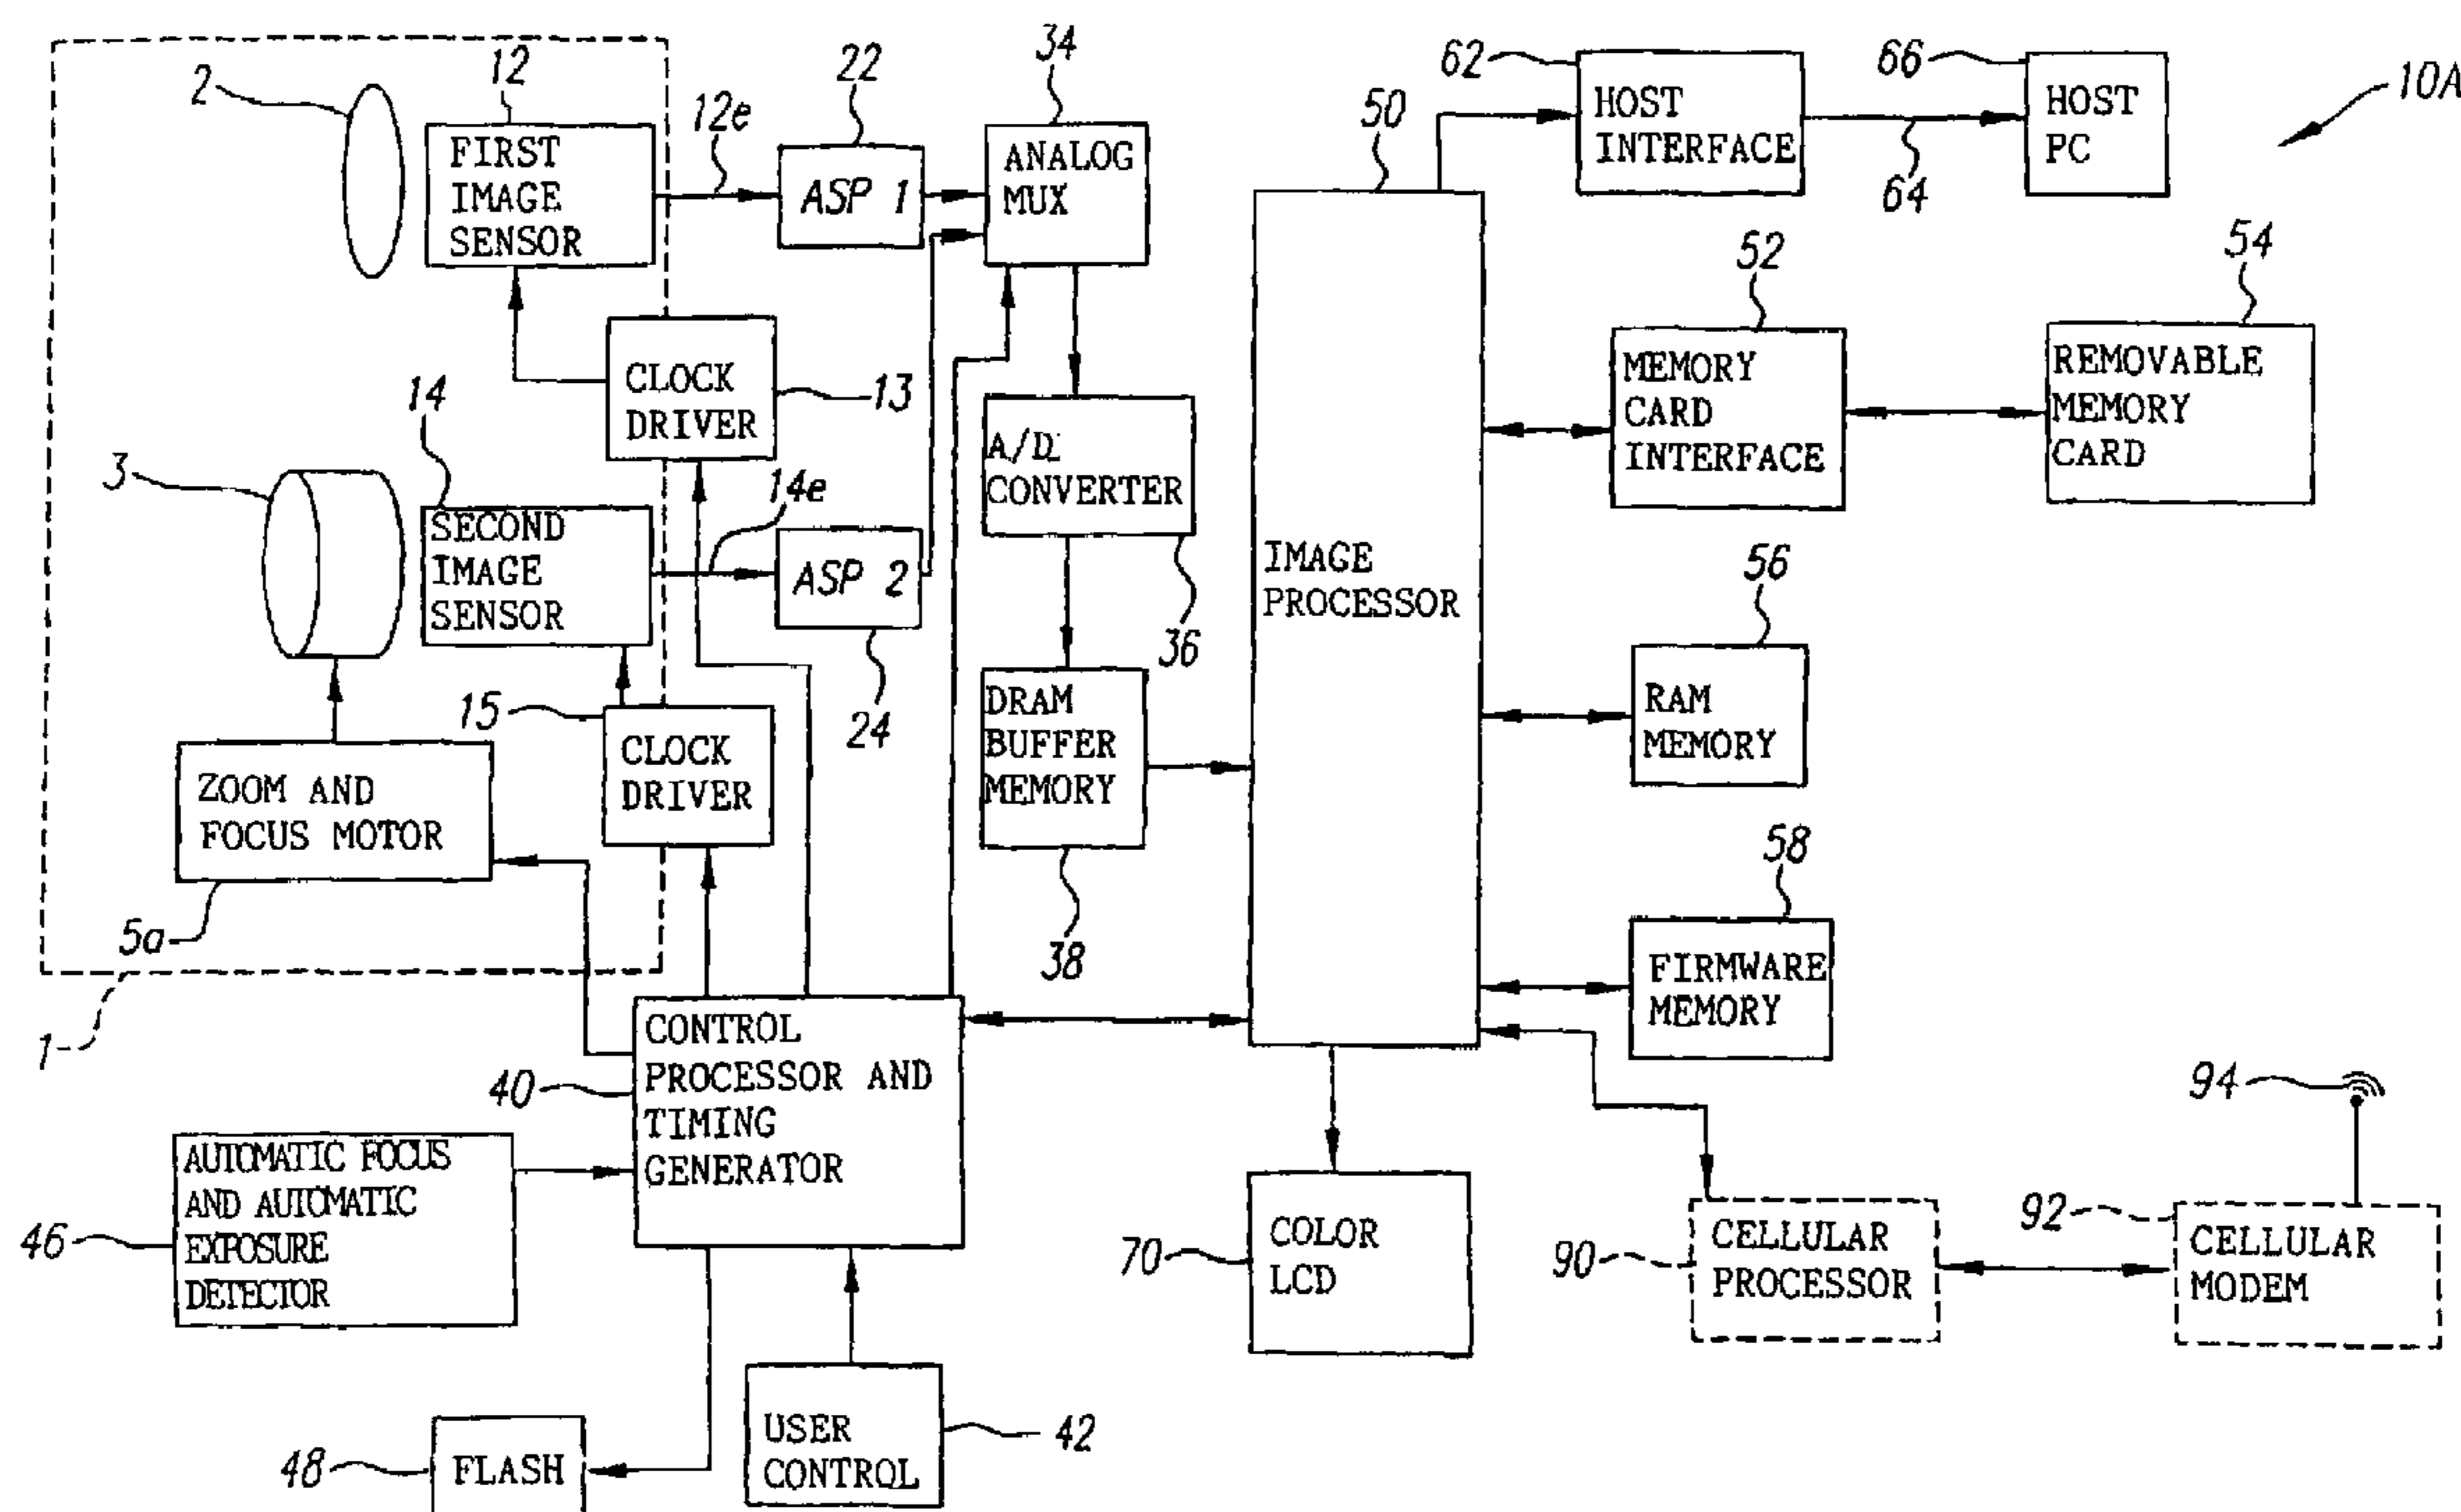 2
12
FIRST
IMAGE
SENSOR
12e
22
ASP 1
34
ANALOG
MUX
50
62
HOST
INTERFACE
64
66
HOST
PC
10A
CLOCK
DRIVER
13
14
3
SECOND
IMAGE
SENSOR
14e
ASP 2
24
A/D
CONVERTER
36
IMAGE
PROCESSOR
52
MEMORY
CARD
INTERFACE
54
REMOVABLE
MEMORY
CARD
56
RAM
MEMORY
15
CLOCK
DRIVER
ZOOM AND
FOCUS MOTOR
5a
1
DRAM
BUFFER
MEMORY
38
58
FIRMWARE
MEMORY
40
CONTROL
PROCESSOR AND
TIMING
GENERATOR
46
AUTOMATIC FOCUS
AND AUTOMATIC
EXPOSURE
DETECTOR
70
COLOR
LCD
90
CELLULAR
PROCESSOR
92
CELLULAR
MODEM
94
48
FLASH
USER
CONTROL
42